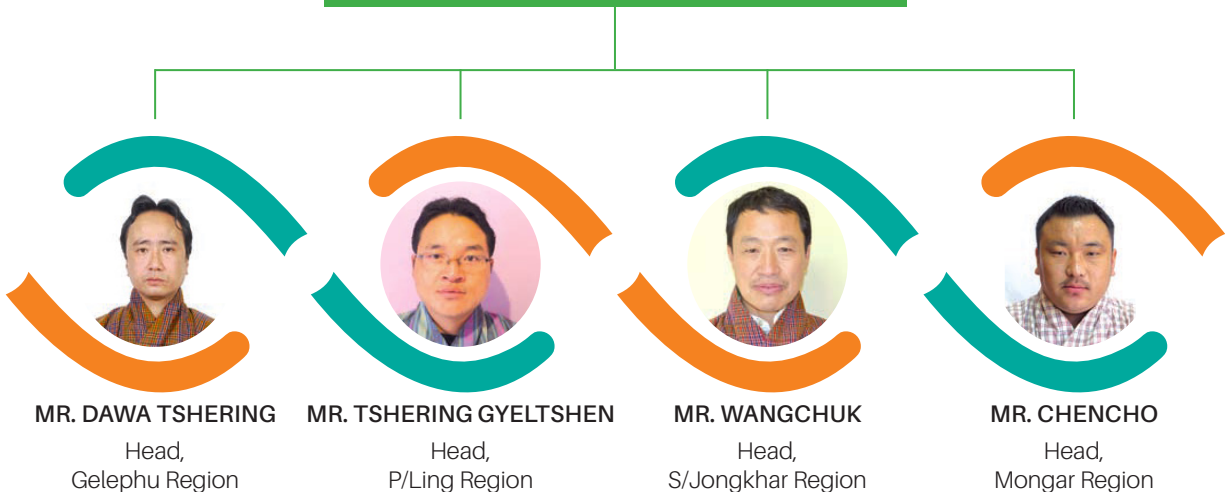 MR. DAWA TSHERING
Head,
Gelephu Region
MR. TSHERING GYELTSHEN
Head,
P/Ling Region
MR. WANGCHUK
Head,
S/Jongkhar Region
MR. CHENCHO
Head,
Mongar Region